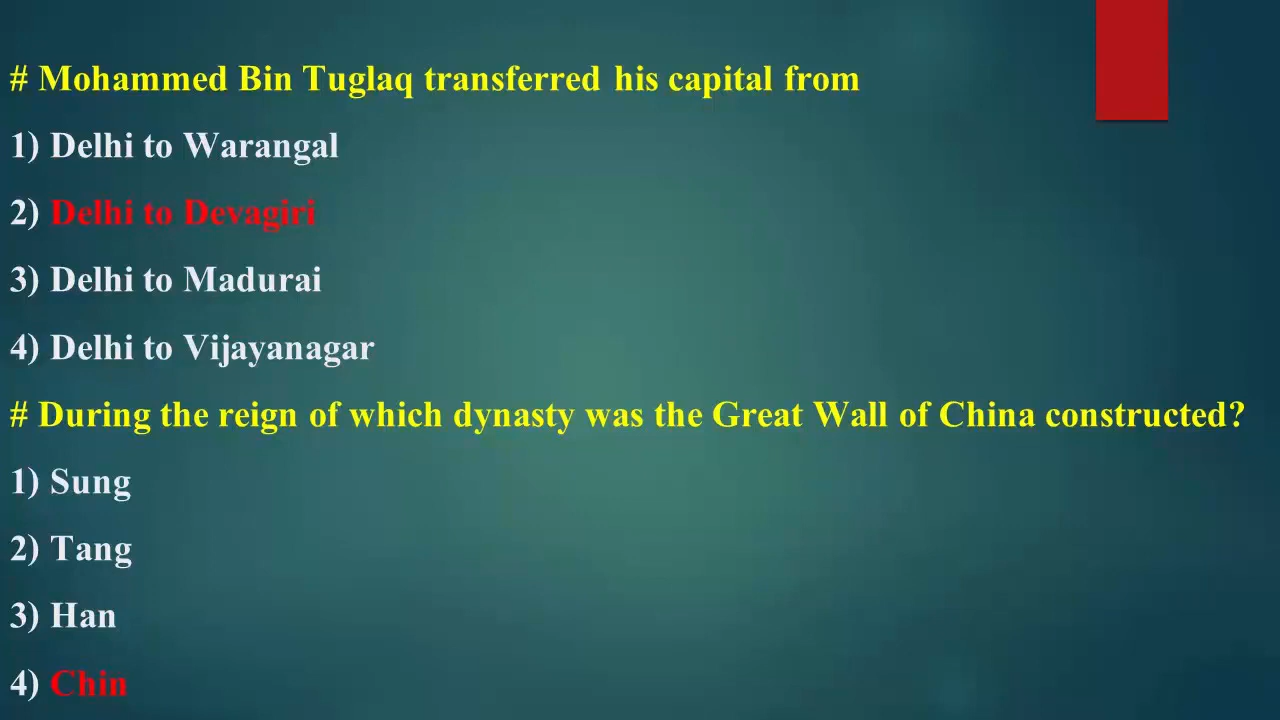 # Mohammed Bin Tuglaq transferred his capital from
1) Delhi to Warangal
2) Delhi to Devagiri
3) Delhi to Madurai
4) Delhi to Vijayanagar
# During the reign of which dynasty was the Great Wall of China constructed?
1) Sung
2) Tang
3) Han
4) Chin